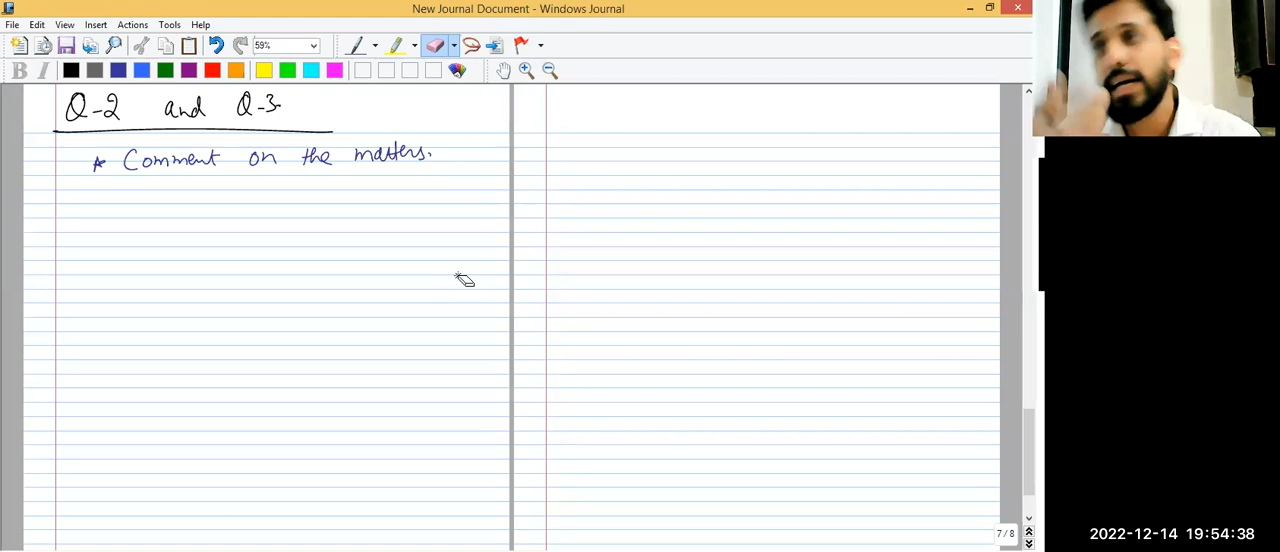 New Journal Document - Windows Journal
File Edit View Insert Actions Tools Help
59%
B I
Q-2 and Q-3
* Comment on the matters.
7 / 8
2022-12-14 19:54:38